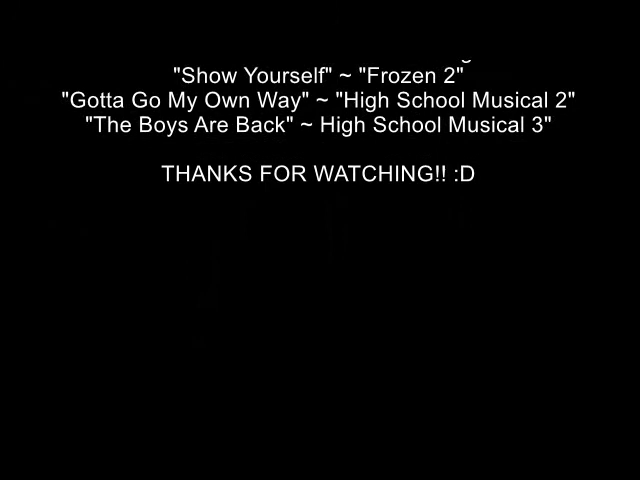 "Show Yourself" ~ "Frozen 2"
"Gotta Go My Own Way" ~ "High School Musical 2"
"The Boys Are Back" ~ High School Musical 3"
THANKS FOR WATCHING!! :D